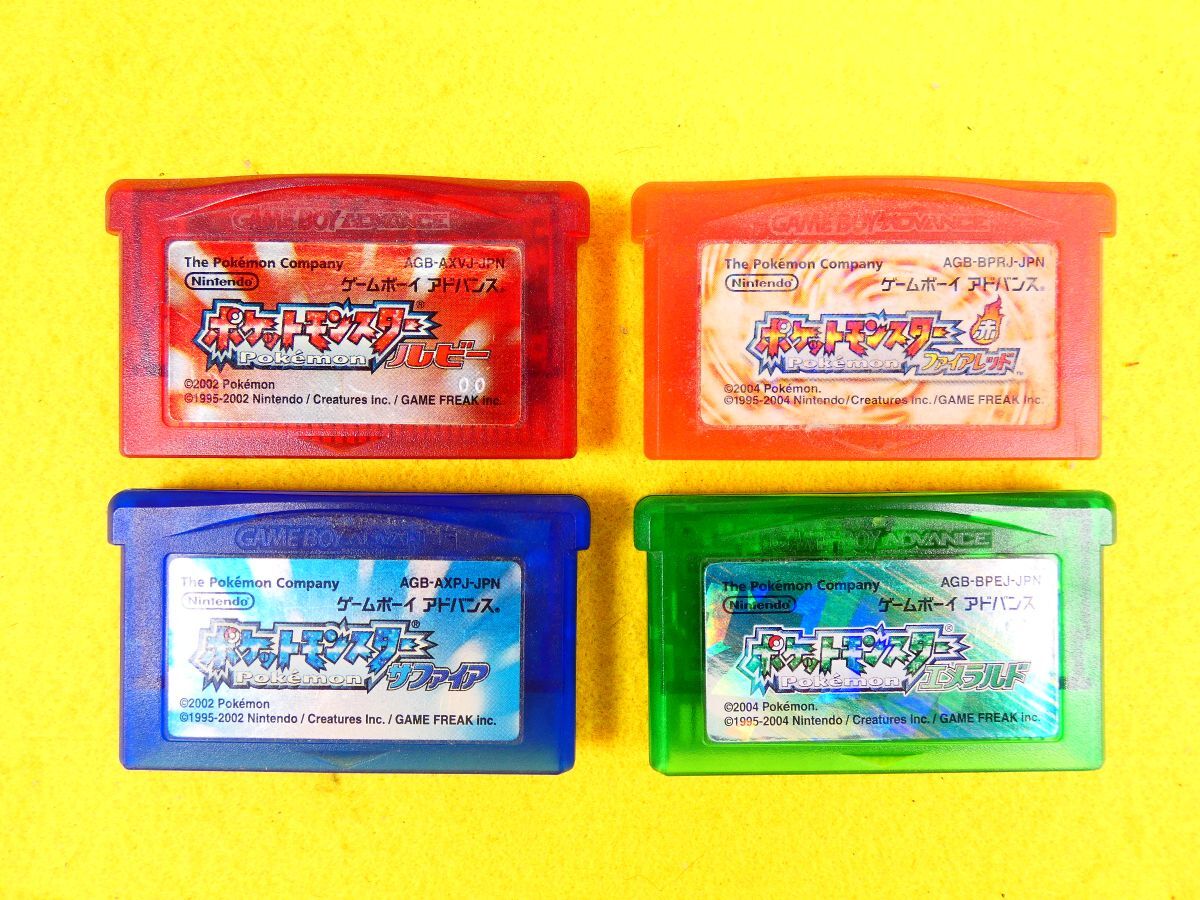 GAME BOY ADVANCE
The Pokémon Company AGB-AXVJ-JPN
Nintendo ゲームボーイ アドバンス®
ポケットモンスター®
Pokémon ルビー
00
©2002 Pokémon
©1995-2002 Nintendo / Creatures Inc. / GAME FREAK inc.
GAME BOY ADVANCE
The Pokémon Company AGB-BPRJ-JPN
Nintendo ゲームボーイ アドバンス®
ポケットモンスター 赤
Pokémon ファイアレッド™
©2004 Pokémon.
©1995-2004 Nintendo / Creatures Inc. / GAME FREAK inc.
GAME BOY ADVANCE
The Pokémon Company AGB-AXPJ-JPN
Nintendo ゲームボーイ アドバンス®
ポケットモンスター®
Pokémon サファイア
©2002 Pokémon
©1995-2002 Nintendo / Creatures Inc. / GAME FREAK inc.
GAME BOY ADVANCE
The Pokémon Company AGB-BPEJ-JPN
Nintendo ゲームボーイ アドバンス®
ポケットモンスター®
Pokémon エメラルド
©2004 Pokémon.
©1995-2004 Nintendo / Creatures Inc. / GAME FREAK inc.